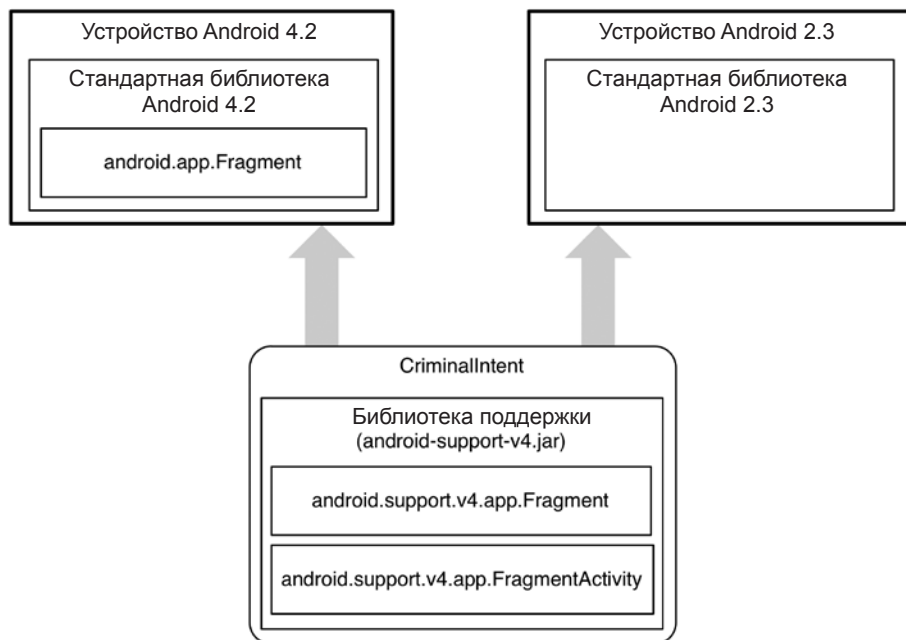 Устройство Android 4.2
Стандартная библиотека
Android 4.2
android.app.Fragment
Устройство Android 2.3
Стандартная библиотека
Android 2.3
CriminalIntent
Библиотека поддержки
(android-support-v4.jar)
android.support.v4.app.Fragment
android.support.v4.app.FragmentActivity